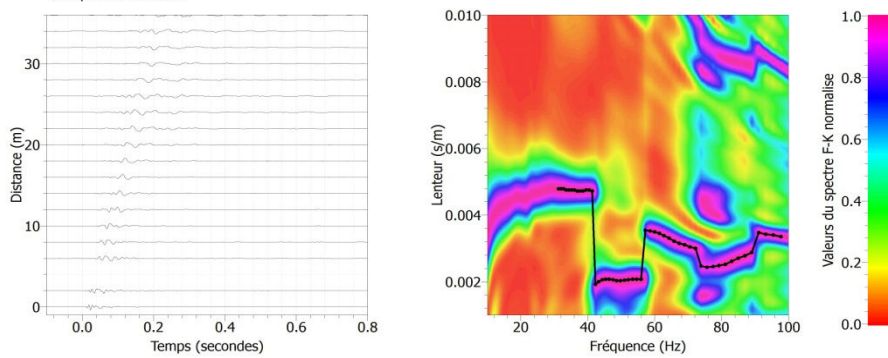 0.010
1.0
30
0.008
0.8
Distance (m)
20
Lenteur (s/m)
0.006
0.6
0.4
10
0.004
0.2
0
0.002
0.0
Valeurs du spectre F-K normalise
0.0 0.2 0.4 0.6 0.8
20 40 60 80 100
Temps (secondes)
Fréquence (Hz)